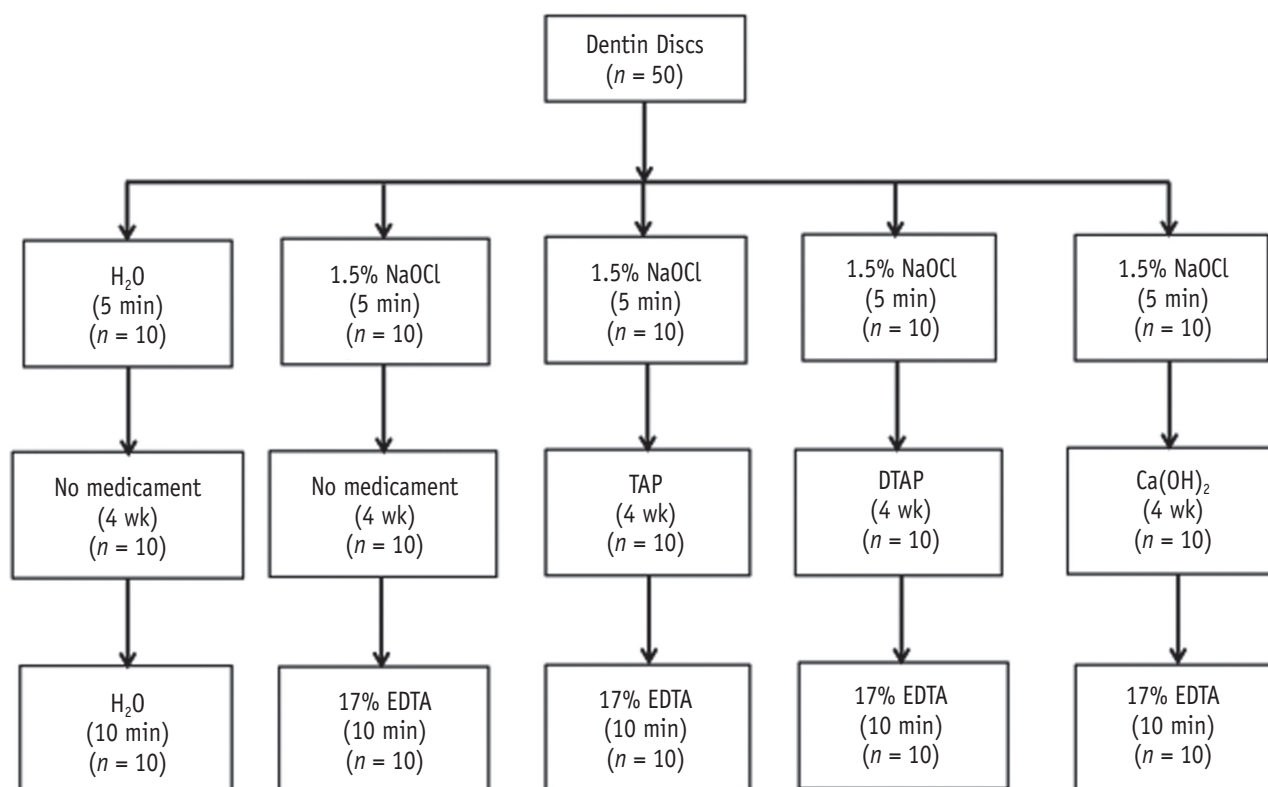 Dentin Discs
(n = 50)
H₂O
(5 min)
(n = 10)
1.5% NaOCl
(5 min)
(n = 10)
1.5% NaOCl
(5 min)
(n = 10)
1.5% NaOCl
(5 min)
(n = 10)
1.5% NaOCl
(5 min)
(n = 10)
No medicament
(4 wk)
(n = 10)
No medicament
(4 wk)
(n = 10)
TAP
(4 wk)
(n = 10)
DTAP
(4 wk)
(n = 10)
Ca(OH)₂
(4 wk)
(n = 10)
H₂O
(10 min)
(n = 10)
17% EDTA
(10 min)
(n = 10)
17% EDTA
(10 min)
(n = 10)
17% EDTA
(10 min)
(n = 10)
17% EDTA
(10 min)
(n = 10)